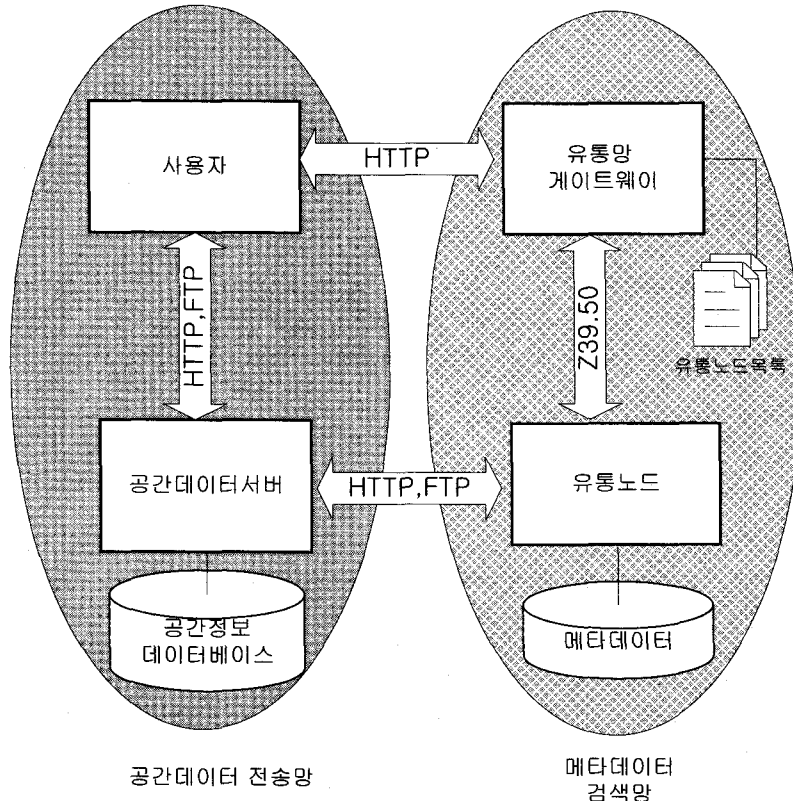 사용자
HTTP
유통망
게이트웨이
HTTP,FTP
Z39.50
유통노드목록
공간데이터서버
HTTP,FTP
유통노드
공간정보
데이터베이스
메타데이터
공간데이터 전송망
메타데이터
검색망